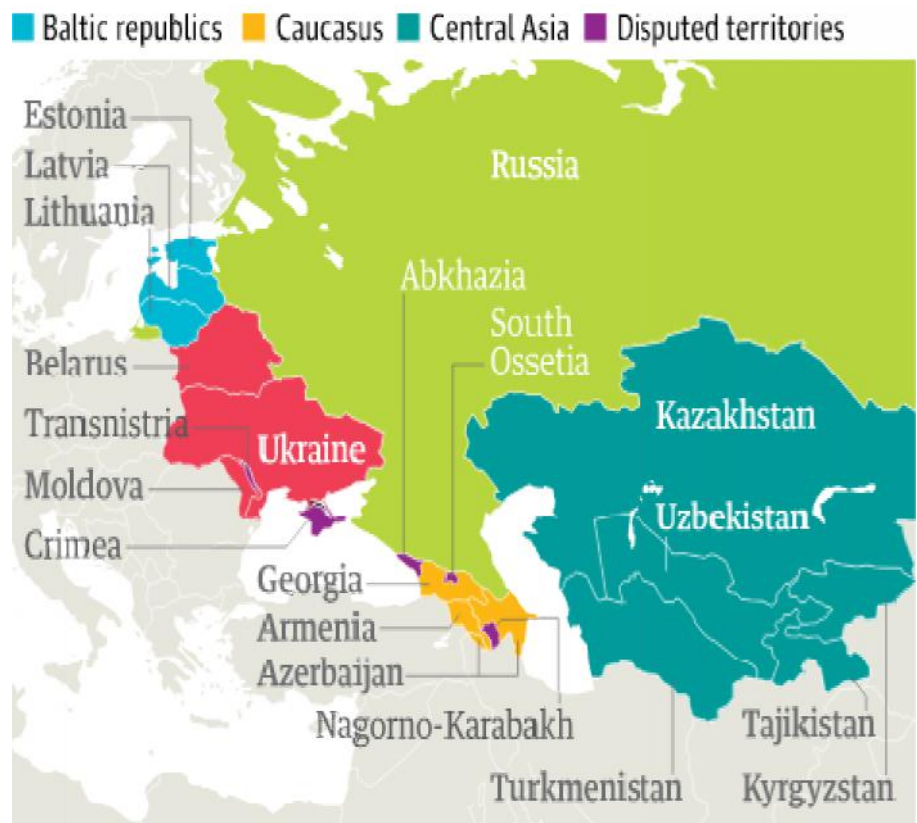 Baltic republics Caucasus Central Asia Disputed territories
Estonia
Latvia
Lithuania
Russia
Abkhazia
South
Ossetia
Belarus
Transnistria
Ukraine
Kazakhstan
Moldova
Uzbekistan
Crimea
Georgia
Armenia
Azerbaijan
Nagorno-Karabakh
Tajikistan
Turkmenistan
Kyrgyzstan